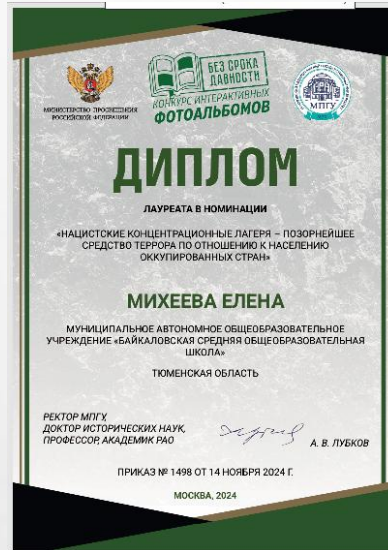 МИНИСТЕРСТВО ПРОСВЕЩЕНИЯ
РОССИЙСКОЙ ФЕДЕРАЦИИ
БЕЗ СРОКА
ДАВНОСТИ
КОНКУРС ИНТЕРАКТИВНЫХ
ФОТОАЛЬБОМОВ
МПГУ
ДИПЛОМ
ЛАУРЕАТА В НОМИНАЦИИ
«НАЦИСТСКИЕ КОНЦЕНТРАЦИОННЫЕ ЛАГЕРЯ – ПОЗОРНЕЙШЕЕ
СРЕДСТВО ТЕРРОРА ПО ОТНОШЕНИЮ К НАСЕЛЕНИЮ
ОККУПИРОВАННЫХ СТРАН»
МИХЕЕВА ЕЛЕНА
МУНИЦИПАЛЬНОЕ АВТОНОМНОЕ ОБЩЕОБРАЗОВАТЕЛЬНОЕ
УЧРЕЖДЕНИЕ «БАЙКАЛОВСКАЯ СРЕДНЯЯ ОБЩЕОБРАЗОВАТЕЛЬНАЯ
ШКОЛА»
ТЮМЕНСКАЯ ОБЛАСТЬ
РЕКТОР МПГУ,
ДОКТОР ИСТОРИЧЕСКИХ НАУК,
ПРОФЕССОР, АКАДЕМИК РАО
А. В. ЛУБКОВ
ПРИКАЗ № 1498 ОТ 14 НОЯБРЯ 2024 Г.
МОСКВА, 2024